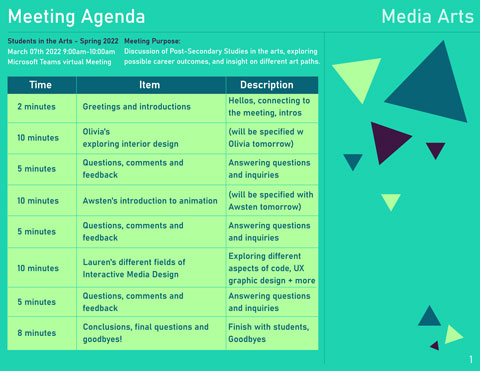 Meeting Agenda
Media Arts
Students in the Arts – Spring 2022
March 07th 2022 9:00am-10:00am
Microsoft Teams virtual Meeting
Meeting Purpose:
Discussion of Post-Secondary Studies in the arts, exploring
possible career outcomes, and insight on different art paths.
Time Item Description
2 minutes
Greetings and introductions
Hellos, connecting to
the meeting, intros
10 minutes
Olivia's
exploring interior design
(will be specified w
Olivia tomorrow)
5 minutes
Questions, comments and
feedback
Answering questions
and inquiries
10 minutes
Awsten's introduction to animation
(will be specified with
Awsten tomorrow)
5 minutes
Questions, comments and
feedback
Answering questions
and inquiries
10 minutes
Lauren's different fields of
Interactive Media Design
Exploring different
aspects of code, UX
graphic design + more
5 minutes
Questions, comments and
feedback
Answering questions
and inquiries
8 minutes
Conclusions, final questions and
goodbyes!
Finish with students,
Goodbyes
1